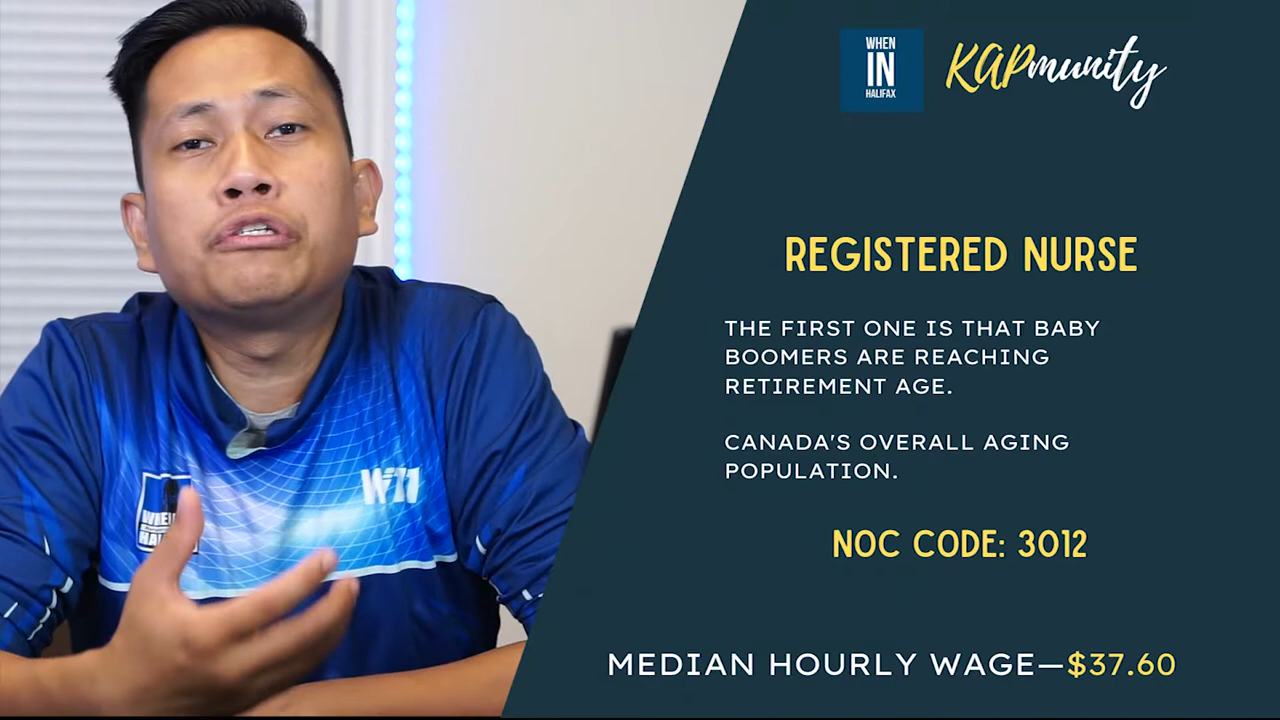 WHEN
IN
HALIFAX
KAPmunity
REGISTERED NURSE
THE FIRST ONE IS THAT BABY
BOOMERS ARE REACHING
RETIREMENT AGE.
CANADA'S OVERALL AGING
POPULATION.
NOC CODE: 3012
MEDIAN HOURLY WAGE—$37.60